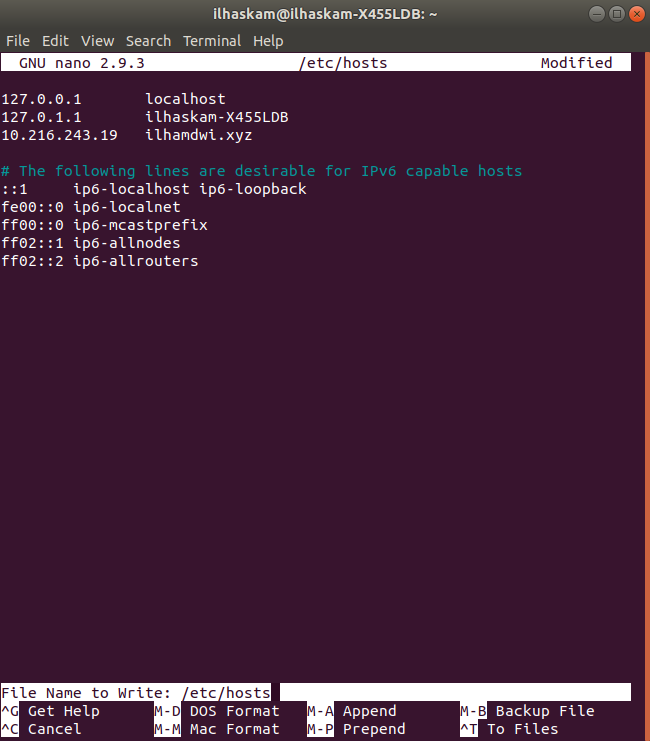 ilhaskam@ilhaskam-X455LDB: ~
File Edit View Search Terminal Help
GNU nano 2.9.3 /etc/hosts Modified
127.0.0.1 localhost
127.0.1.1 ilhaskam-X455LDB
10.216.243.19 ilhamdwi.xyz
# The following lines are desirable for IPv6 capable hosts
::1 ip6-localhost ip6-loopback
fe00::0 ip6-localnet
ff00::0 ip6-mcastprefix
ff02::1 ip6-allnodes
ff02::2 ip6-allrouters
File Name to Write: /etc/hosts
^G Get Help M-D DOS Format M-A Append M-B Backup File
^C Cancel M-M Mac Format M-P Prepend ^T To Files